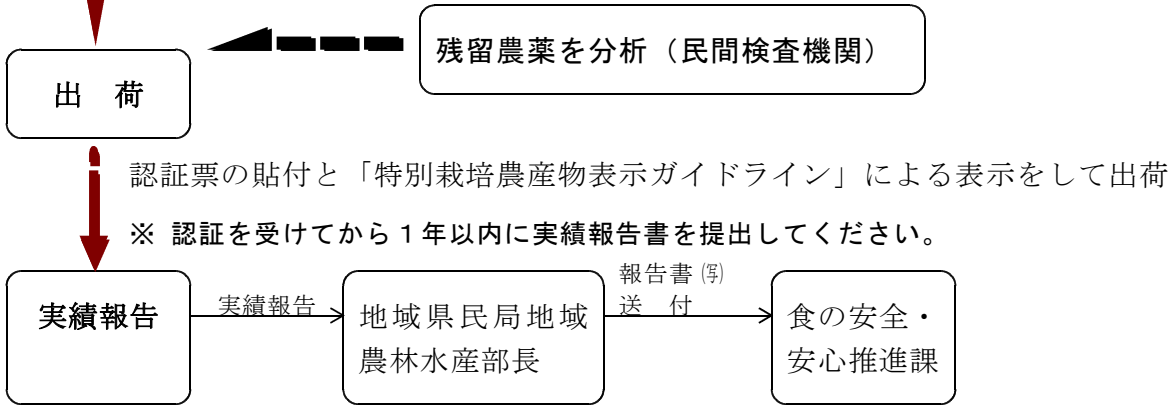 残留農薬を分析（民間検査機関）
出　荷
認証票の貼付と「特別栽培農産物表示ガイドライン」による表示をして出荷
※ 認証を受けてから１年以内に実績報告書を提出してください。
実績報告
実績報告
地域県民局地域
農林水産部長
報告書㈢
送　付
食の安全・
安心推進課